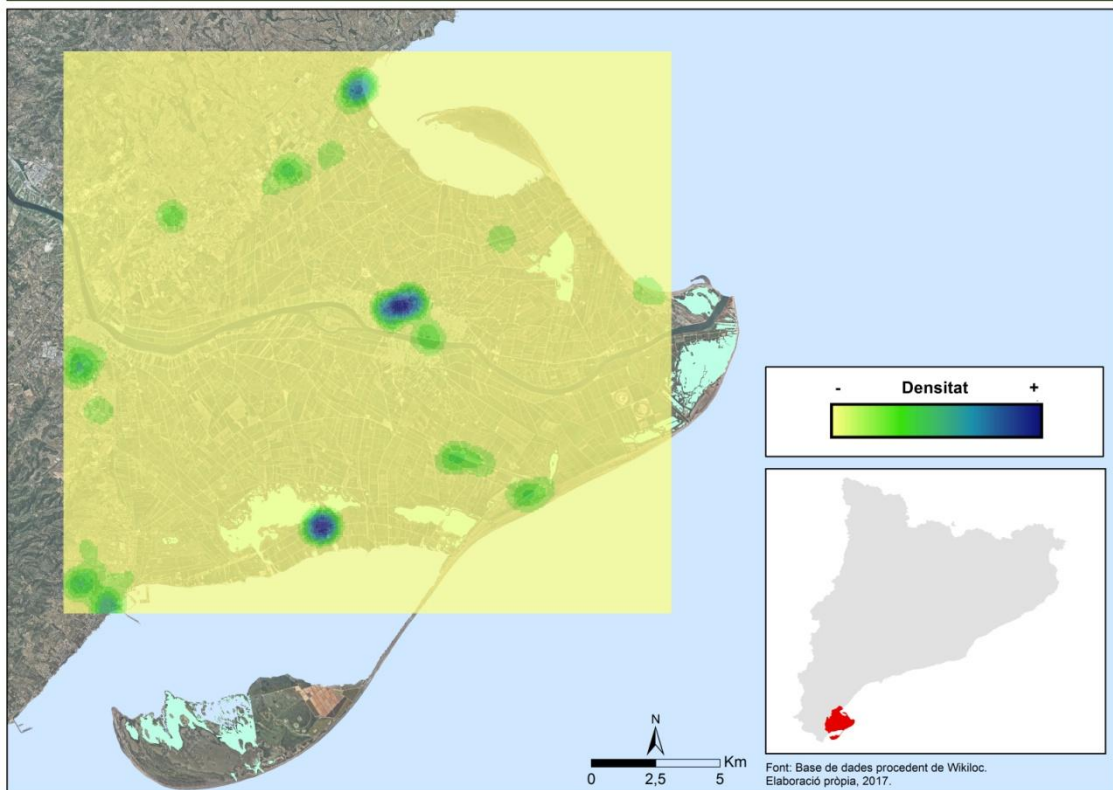 - Densitat +
N
Km
0 2,5 5
Font: Base de dades procedent de Wikiloc.
Elaboració pròpia, 2017.